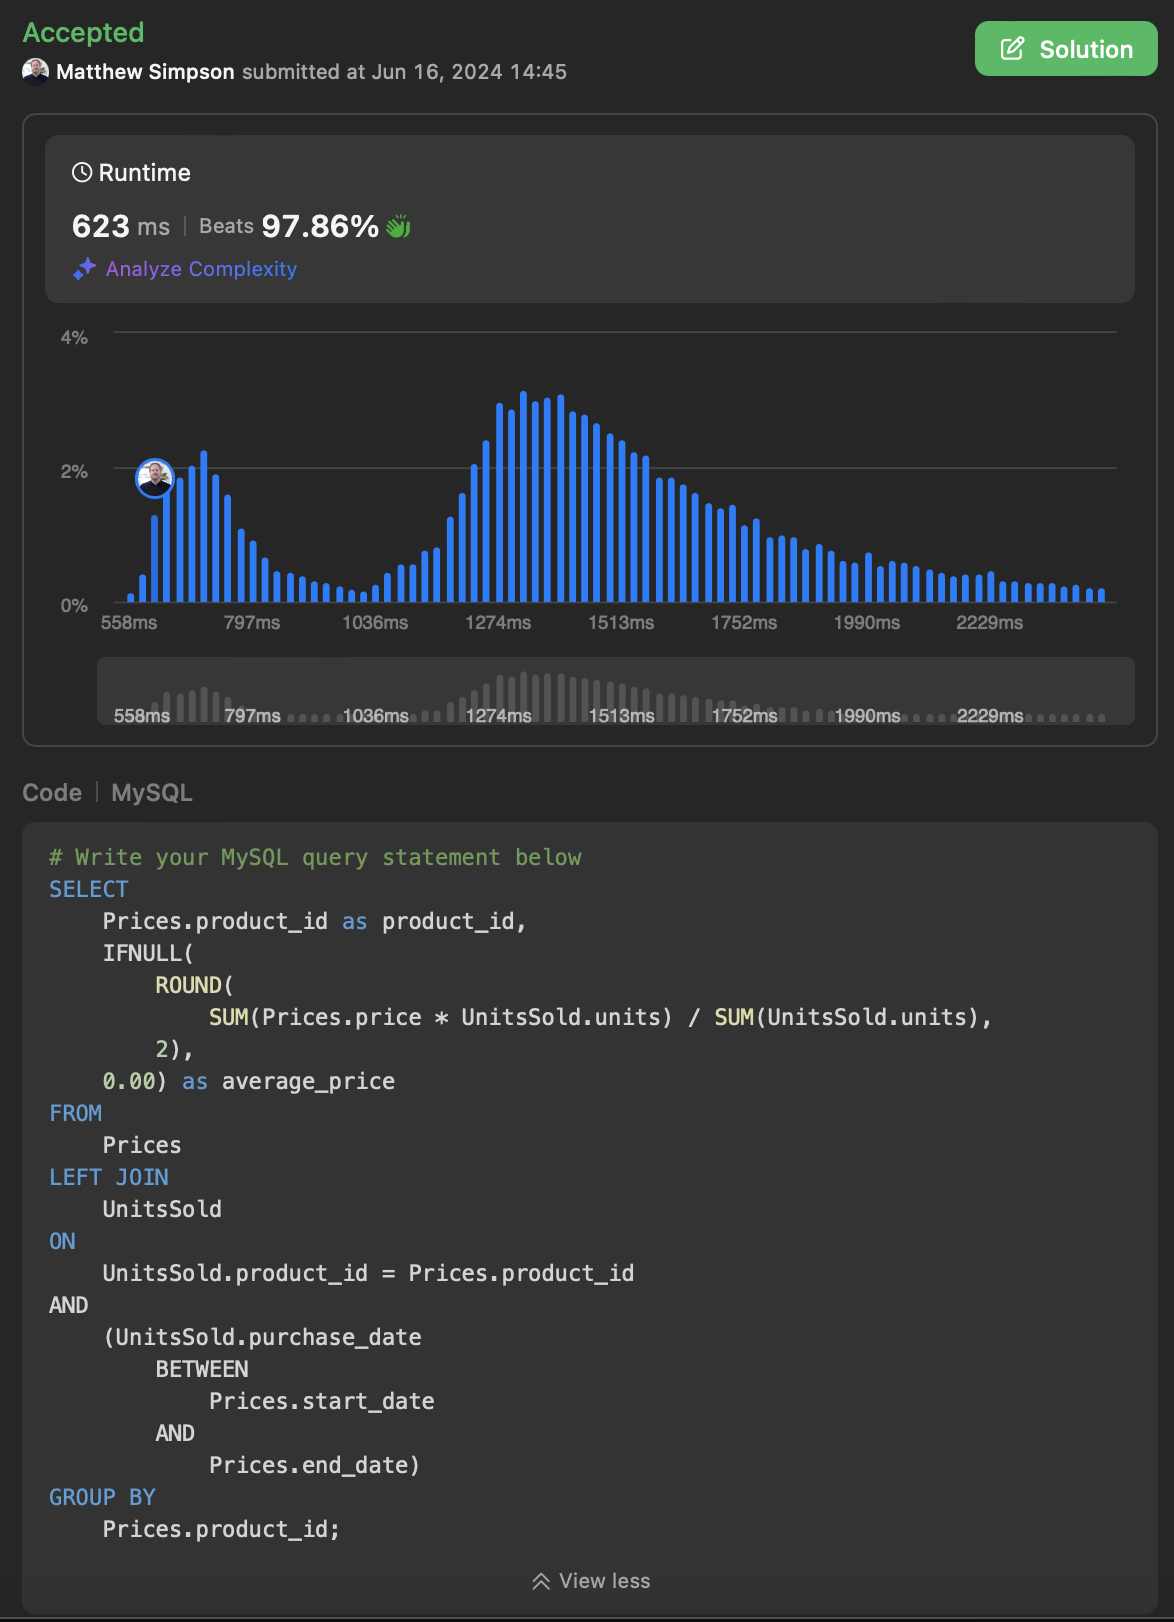 Accepted
Matthew Simpson submitted at Jun 16, 2024 14:45
Solution
Runtime
623 ms | Beats 97.86%
Analyze Complexity
4%
2%
0%
558ms 797ms 1036ms 1274ms 1513ms 1752ms 1990ms 2229ms
558ms 797ms 1036ms 1274ms 1513ms 1752ms 1990ms 2229ms
Code | MySQL
# Write your MySQL query statement below
SELECT
    Prices.product_id as product_id,
    IFNULL(
        ROUND(
            SUM(Prices.price * UnitsSold.units) / SUM(UnitsSold.units),
        2),
    0.00) as average_price
FROM
    Prices
LEFT JOIN
    UnitsSold
ON
    UnitsSold.product_id = Prices.product_id
AND
    (UnitsSold.purchase_date
        BETWEEN
            Prices.start_date
        AND
            Prices.end_date)
GROUP BY
    Prices.product_id;
View less